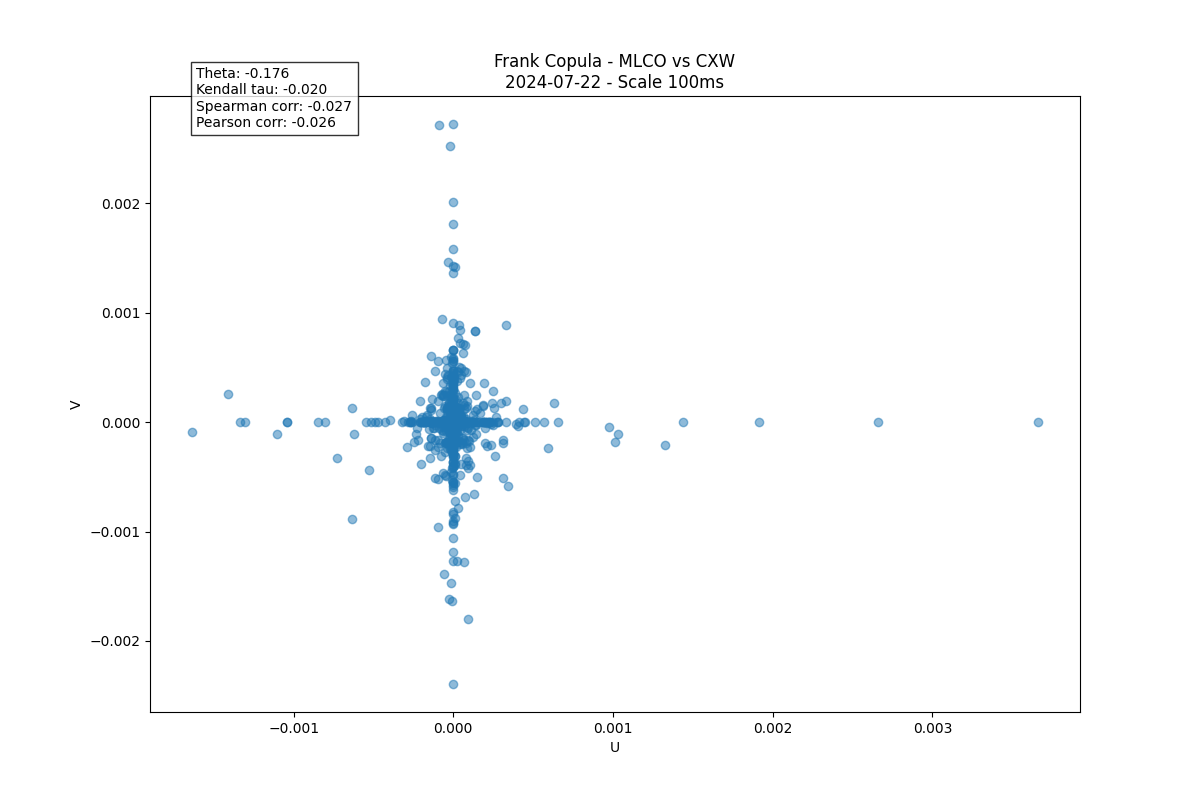 Frank Copula - MLCO vs CXW
2024-07-22 - Scale 100ms
Theta: -0.176
Kendall tau: -0.020
Spearman corr: -0.027
Pearson corr: -0.026
V
0.002
0.001
0.000
−0.001
−0.002
−0.001
0.000
0.001
0.002
0.003
U